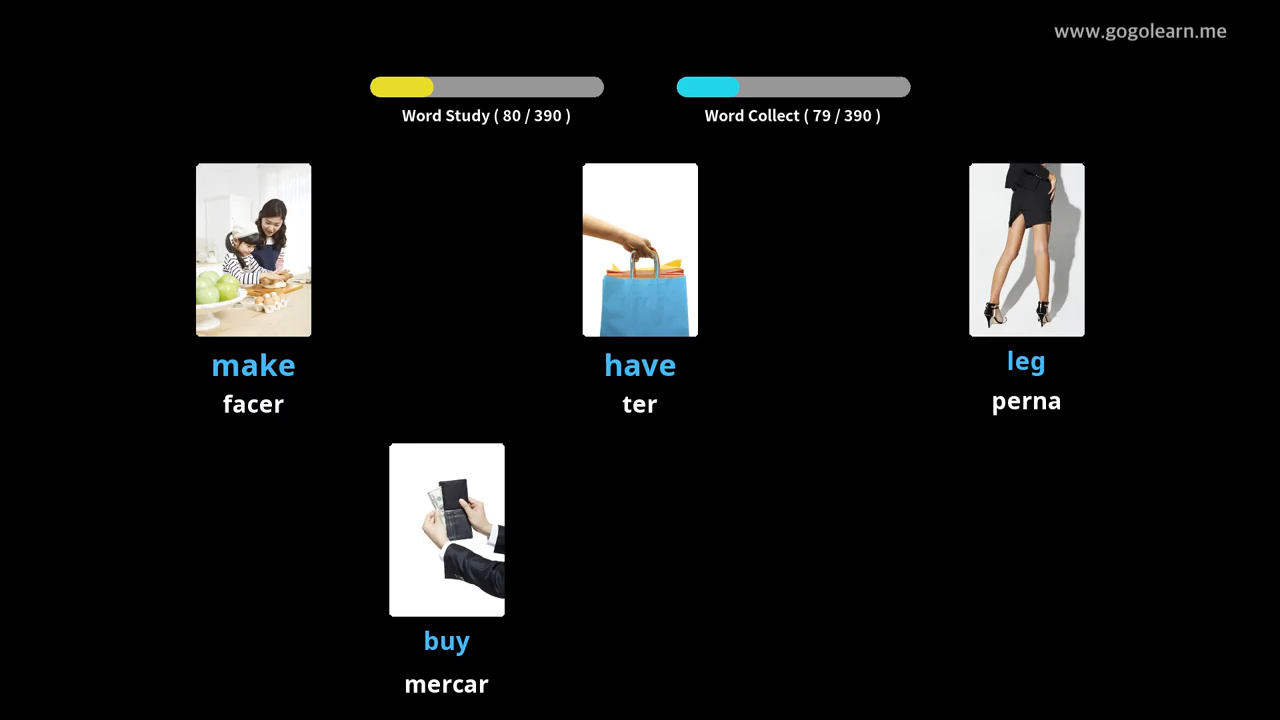 www.gogolearn.me
Word Study ( 80 / 390 )
Word Collect ( 79 / 390 )
make
facer
have
ter
leg
perna
buy
mercar